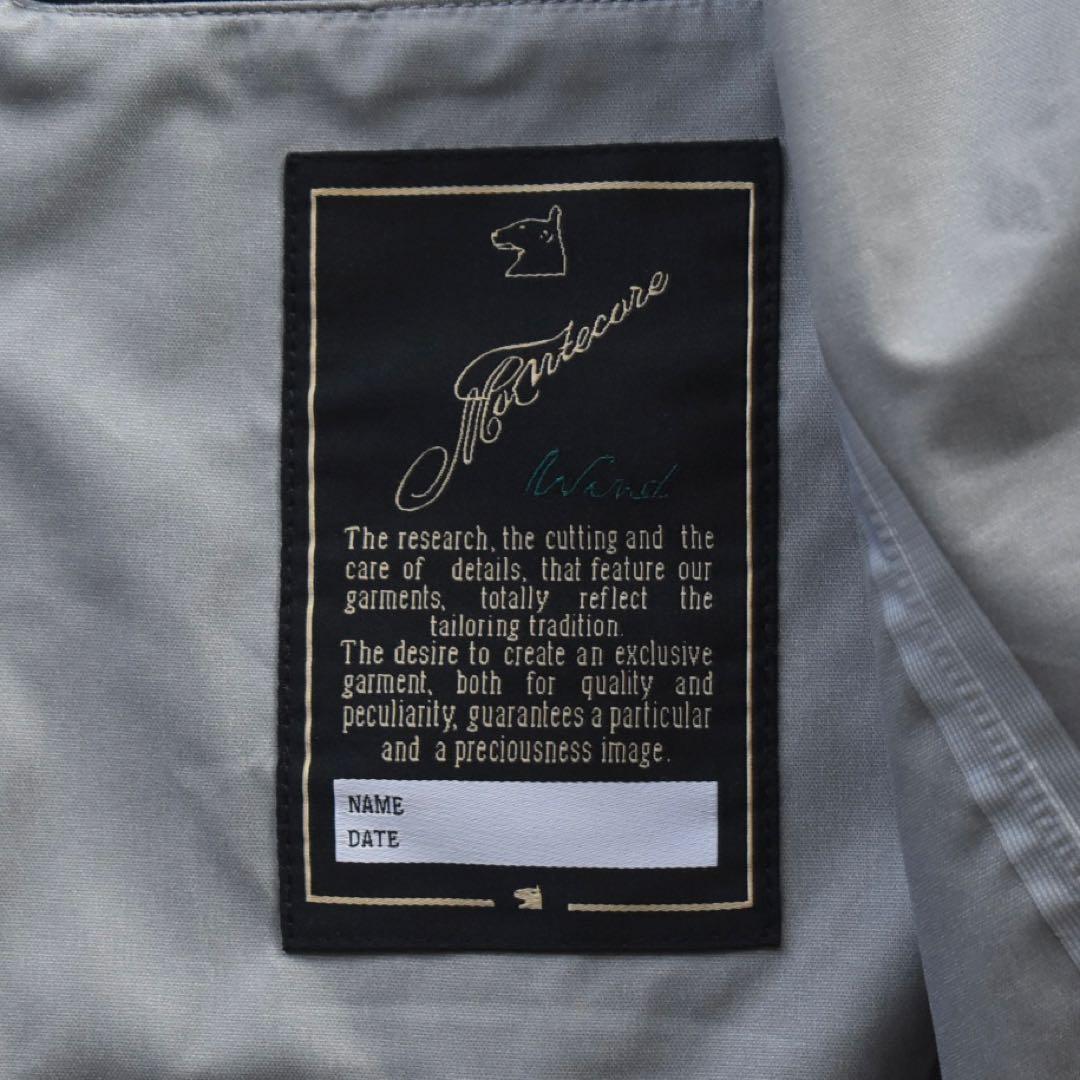 Montecore
Wind
The research, the cutting and the
care of details, that feature our
garments, totally reflect the
tailoring tradition.
The desire to create an exclusive
garment, both for quality and
peculiarity, guarantees a particular
and a preciousness image.
NAME
DATE